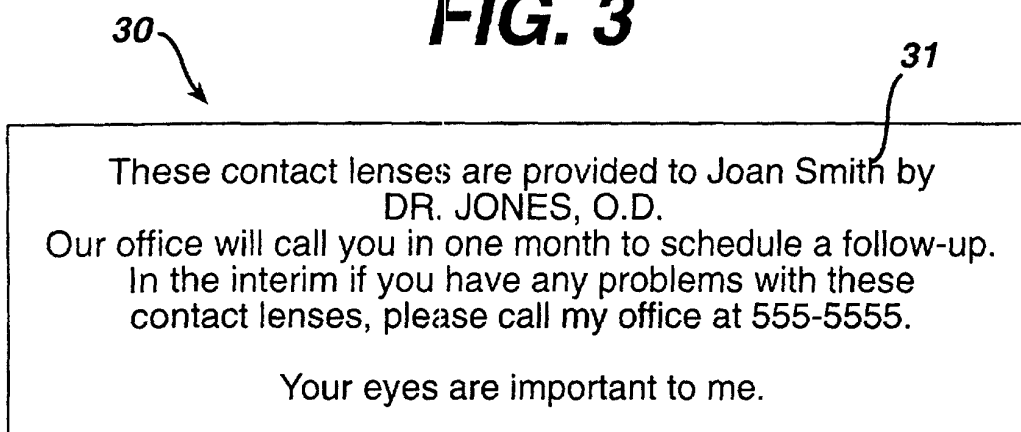 FIG. 3
30
31
These contact lenses are provided to Joan Smith by
DR. JONES, O.D.
Our office will call you in one month to schedule a follow-up.
In the interim if you have any problems with these
contact lenses, please call my office at 555-5555.
Your eyes are important to me.